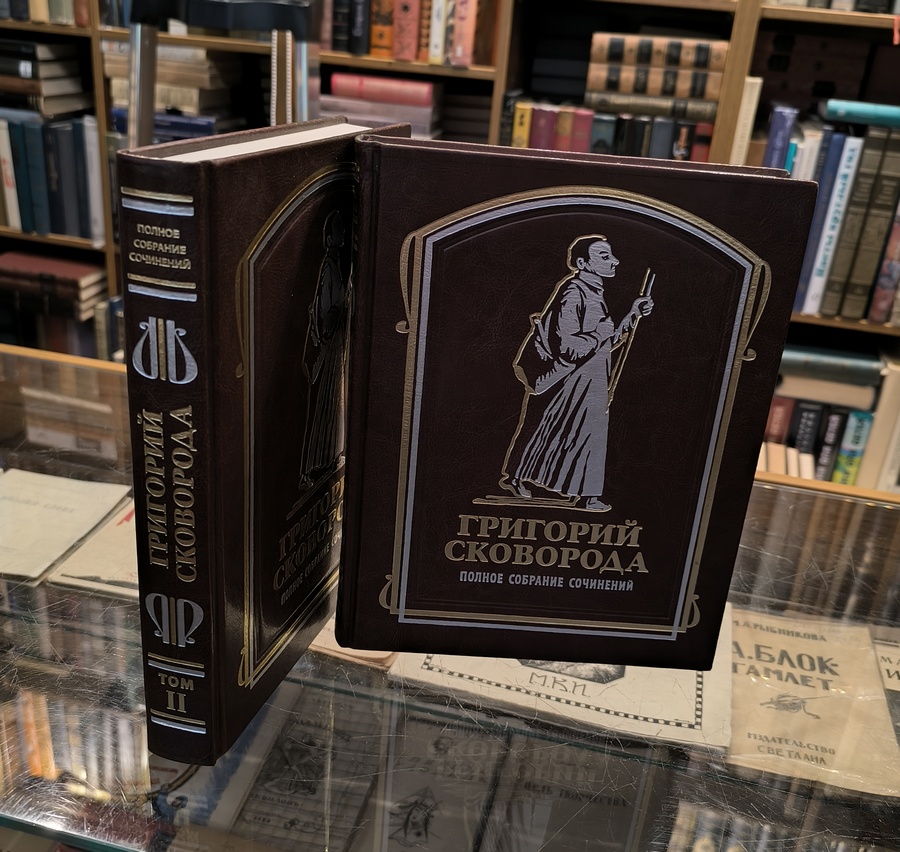 ПОЛНОЕ
СОБРАНИЕ
СОЧИНЕНИЙ
ГРИГОРИЙ
СКОВОРОДА
ТОМ
II
ГРИГОРИЙ
СКОВОРОДА
ПОЛНОЕ СОБРАНИЕ СОЧИНЕНИЙ
М.К.П.
М.А.РЫБНИКОВА
А.БЛОК-
ГАМЛЕТ
ИЗДАТЕЛЬСТВО
СВЕТЛАНА